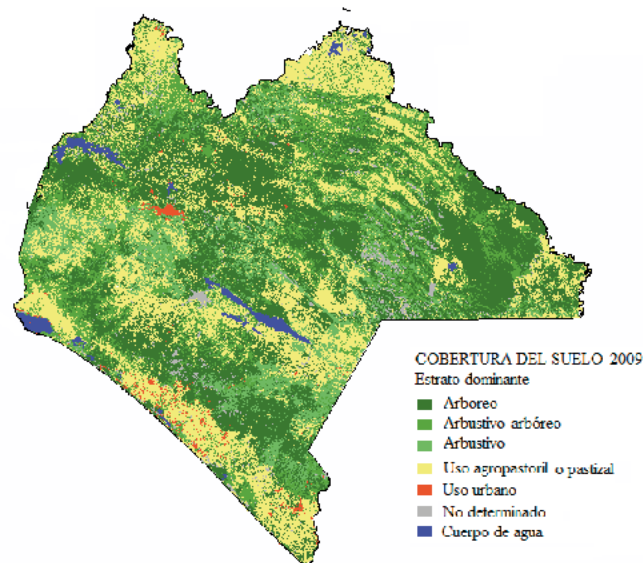 COBERTURA DEL SUELO 2009
Estrato dominante
Arboreo
Arbustivo arbóreo
Arbustivo
Uso agropastoril o pastizal
Uso urbano
No determinado
Cuerpo de agua